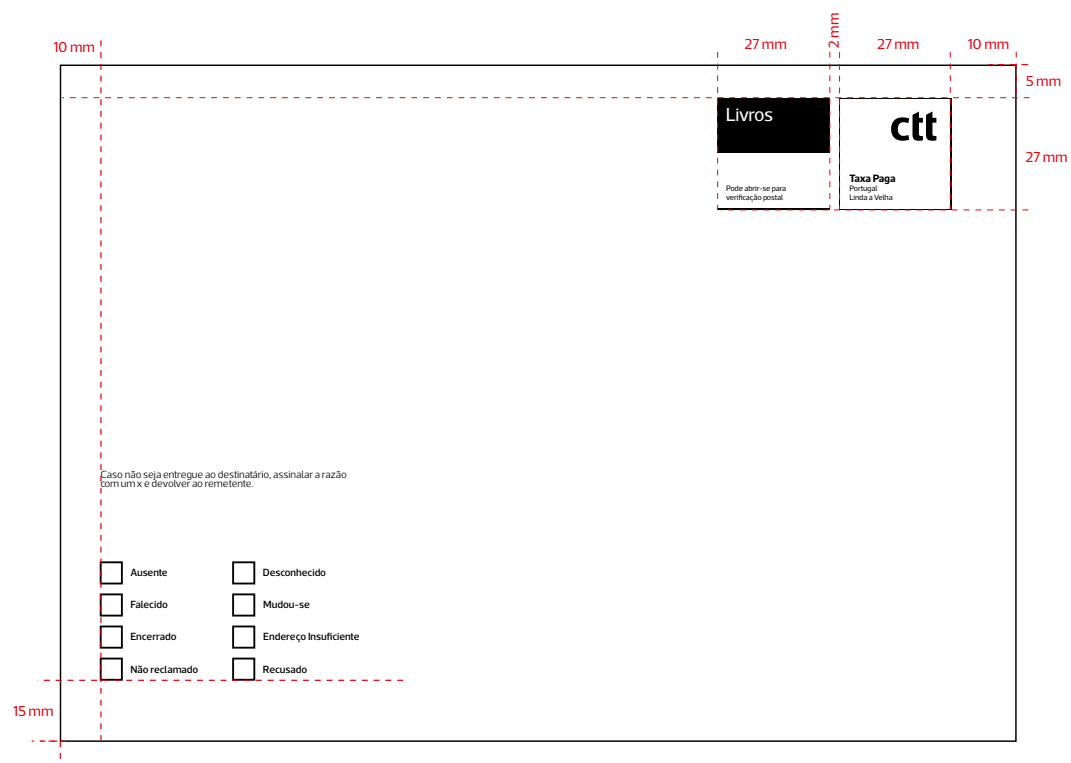 10 mm
27 mm
2 mm
27 mm
10 mm
5 mm
27 mm
Livros
Pode abrir-se para
verificação postal
ctt
Taxa Paga
Portugal
Linda a Velha
Caso não seja entregue ao destinatário, assinalar a razão
com um x e devolver ao remetente.
Ausente
Desconhecido
Falecido
Mudou-se
Encerrado
Endereço Insuficiente
Não reclamado
Recusado
15 mm